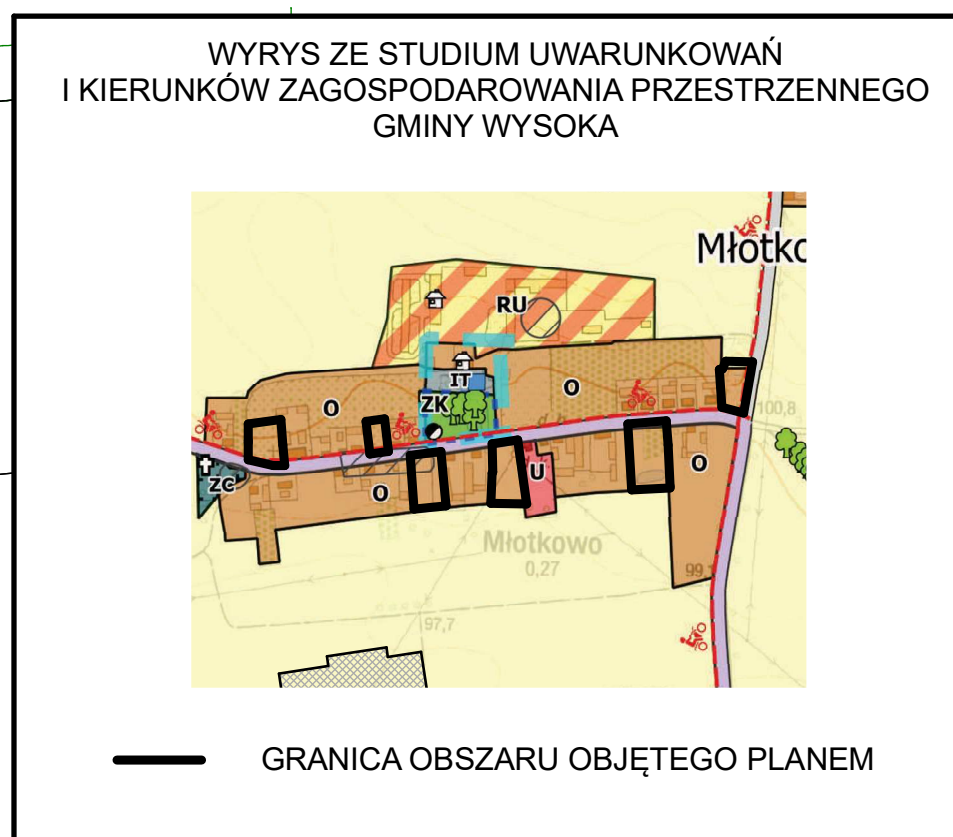 WYRYS ZE STUDIUM UWARUNKOWAŃ
I KIERUNKÓW ZAGOSPODAROWANIA PRZESTRZENNEGO
GMINY WYSOKA
Młotko
RU
IT
O
ZK
O
100,8
O
U
ZC
O
Młotkowo
0,27
99,1
97,7
GRANICA OBSZARU OBJĘTEGO PLANEM